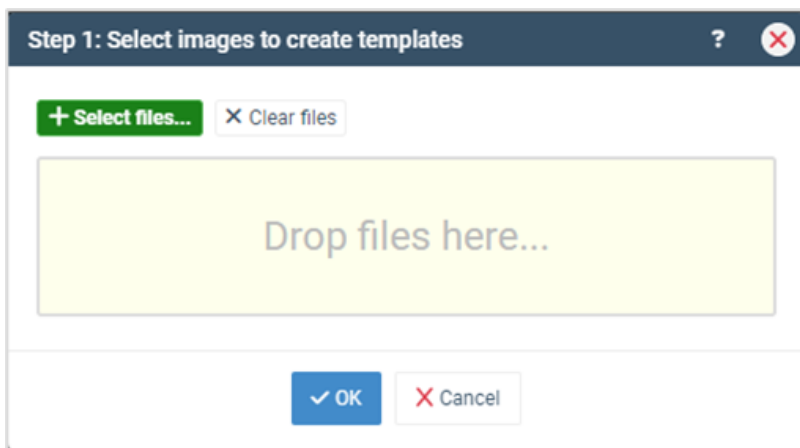 Step 1: Select images to create templates ?
Select files... Clear files
Drop files here...
OK Cancel